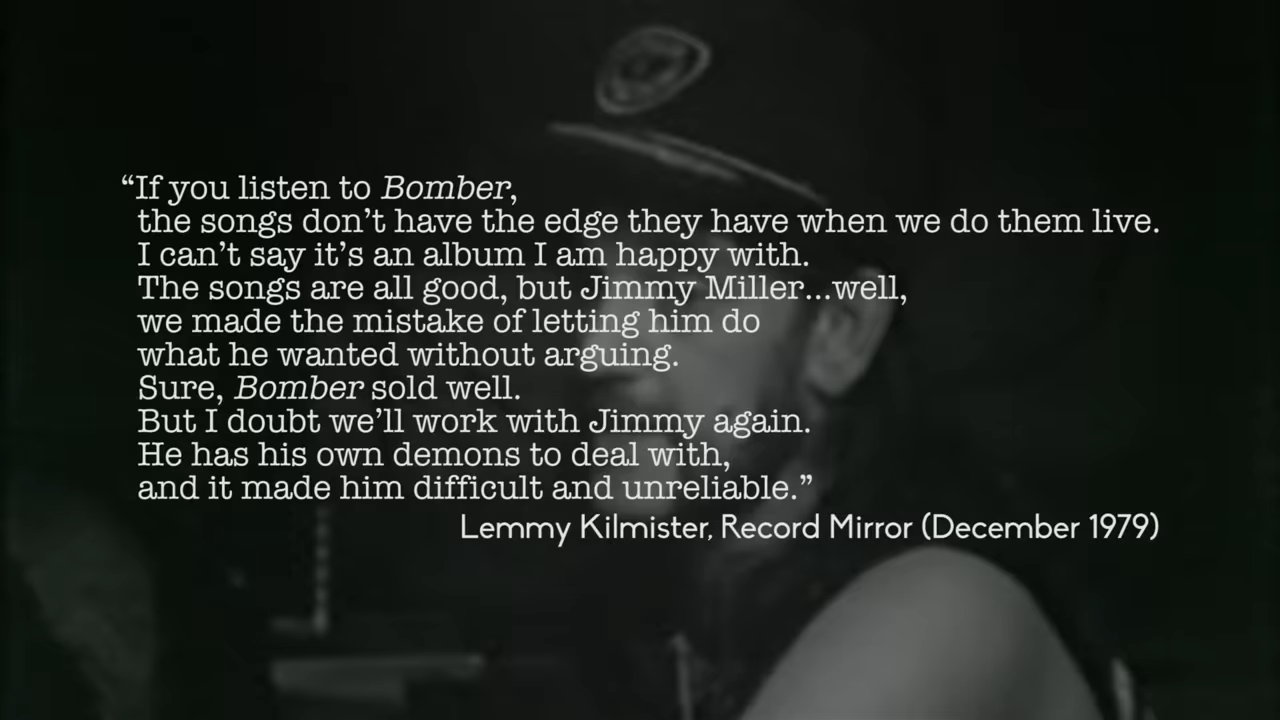 “If you listen to Bomber,
the songs don’t have the edge they have when we do them live.
I can’t say it’s an album I am happy with.
The songs are all good, but Jimmy Miller...well,
we made the mistake of letting him do
what he wanted without arguing.
Sure, Bomber sold well.
But I doubt we’ll work with Jimmy again.
He has his own demons to deal with,
and it made him difficult and unreliable.”
Lemmy Kilmister, Record Mirror (December 1979)